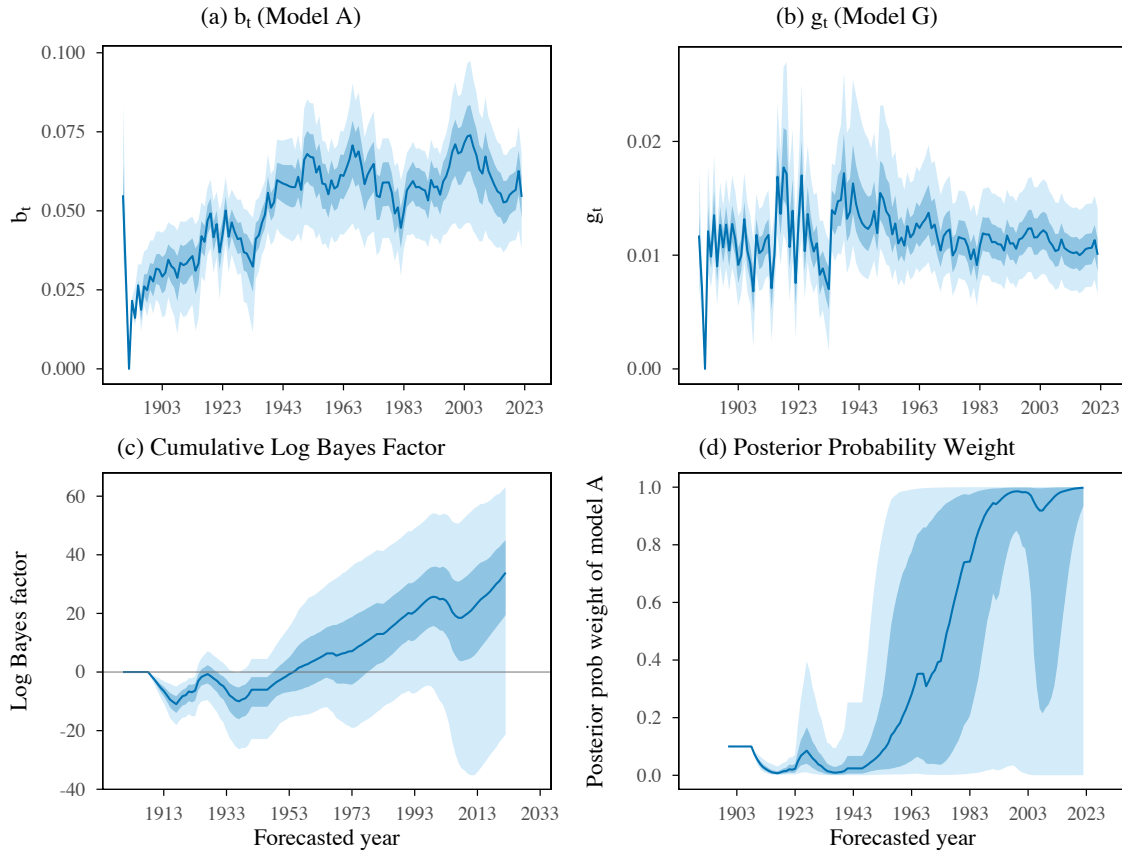 (a) bₜ (Model A)
(b) gₜ (Model G)
0.100
0.075
0.050
0.025
0.000
bₜ
1903 1923 1943 1963 1983 2003 2023
0.02
0.01
0.00
gₜ
1903 1923 1943 1963 1983 2003 2023
(c) Cumulative Log Bayes Factor
(d) Posterior Probability Weight
60
40
20
0
-20
-40
Log Bayes factor
1913 1933 1953 1973 1993 2013 2033
Forecasted year
1.0
0.8
0.6
0.4
0.2
0.0
Posterior prob weight of model A
1903 1923 1943 1963 1983 2003 2023
Forecasted year